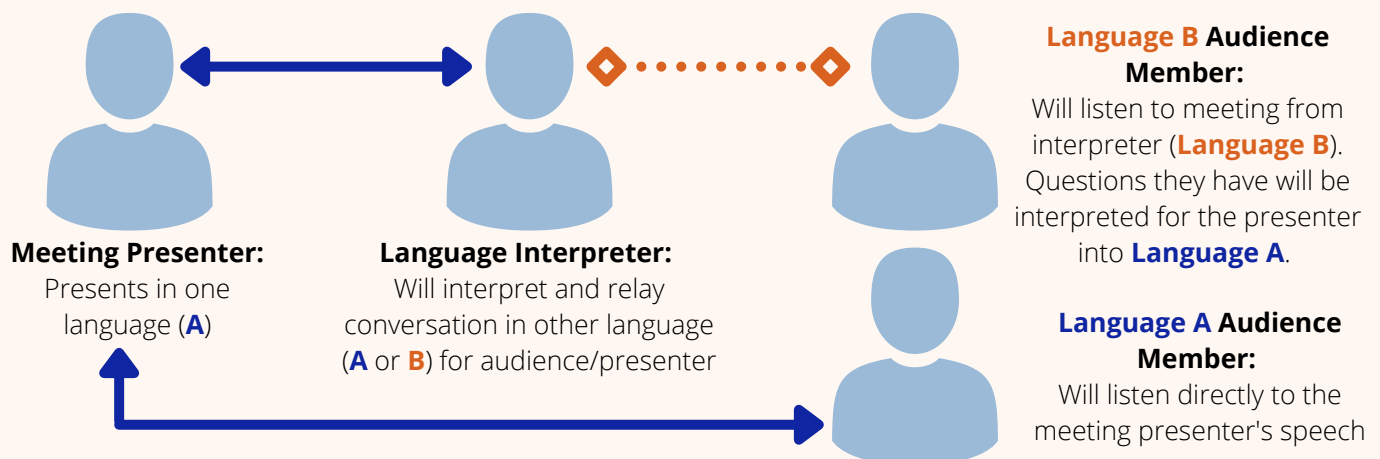 Meeting Presenter:
Presents in one
language (A)
Language Interpreter:
Will interpret and relay
conversation in other language
(A or B) for audience/presenter
Language B Audience
Member:
Will listen to meeting from
interpreter (Language B).
Questions they have will be
interpreted for the presenter
into Language A.
Language A Audience
Member:
Will listen directly to the
meeting presenter's speech